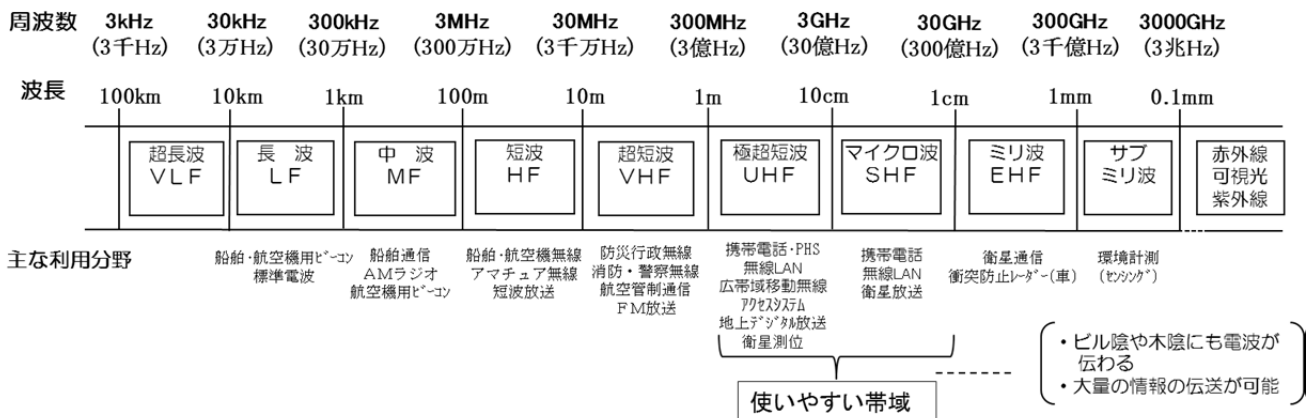 周波数 3kHz 30kHz 300kHz 3MHz 30MHz 300MHz 3GHz 30GHz 300GHz 3000GHz
(3千Hz) (3万Hz) (30万Hz) (300万Hz) (3千万Hz) (3億Hz) (30億Hz) (300億Hz) (3千億Hz) (3兆Hz)
波長 100km 10km 1km 100m 10m 1m 10cm 1cm 1mm 0.1mm
超長波
VLF
長 波
LF
中 波
MF
短波
HF
超短波
VHF
極超短波
UHF
マイクロ波
SHF
ミリ波
EHF
サブ
ミリ波
赤外線
可視光
紫外線
主な利用分野
船舶・航空機用ﾋﾞｰｺﾝ
標準電波
船舶通信
AMラジオ
航空機用ﾋﾞｰｺﾝ
船舶・航空機無線
アマチュア無線
短波放送
防災行政無線
消防・警察無線
航空管制通信
FM放送
携帯電話・PHS
無線LAN
広帯域移動無線
ｱｸｾｽｼｽﾃﾑ
地上ﾃﾞｼﾞﾀﾙ放送
衛星測位
携帯電話
無線LAN
衛星放送
衛星通信
衝突防止ﾚｰﾀﾞｰ(車)
環境計測
(ｾﾝｼﾝｸﾞ)
使いやすい帯域
・ビル陰や木陰にも電波が
伝わる
・大量の情報の伝送が可能